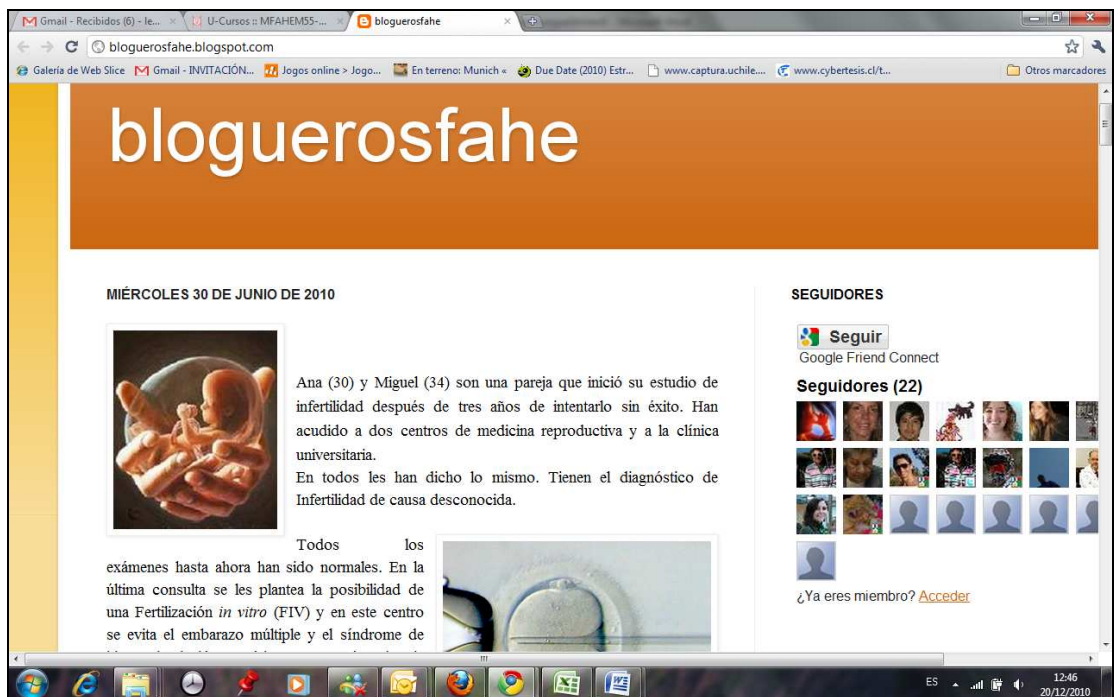 Gmail - Recibidos (6) - le...
U-Cursos :: MFAHEM55-...
bloguerosfahe
bloguerosfahe.blogspot.com
Galería de Web Slice
Gmail - INVITACIÓN...
Jogos online > Jogo...
En terreno: Munich «
Due Date (2010) Estr...
www.captura.uchile....
www.cybertesis.cl/t...
Otros marcadores
bloguerosfahe
MIÉRCOLES 30 DE JUNIO DE 2010
Ana (30) y Miguel (34) son una pareja que inició su estudio de
infertilidad después de tres años de intentarlo sin éxito. Han
acudido a dos centros de medicina reproductiva y a la clínica
universitaria.
En todos les han dicho lo mismo. Tienen el diagnóstico de
Infertilidad de causa desconocida.
Todos los
exámenes hasta ahora han sido normales. En la
última consulta se les plantea la posibilidad de
una Fertilización in vitro (FIV) y en este centro
se evita el embarazo múltiple y el síndrome de
SEGUIDORES
Seguir
Google Friend Connect
Seguidores (22)
¿Ya eres miembro? Acceder
ES
12:46
20/12/2010